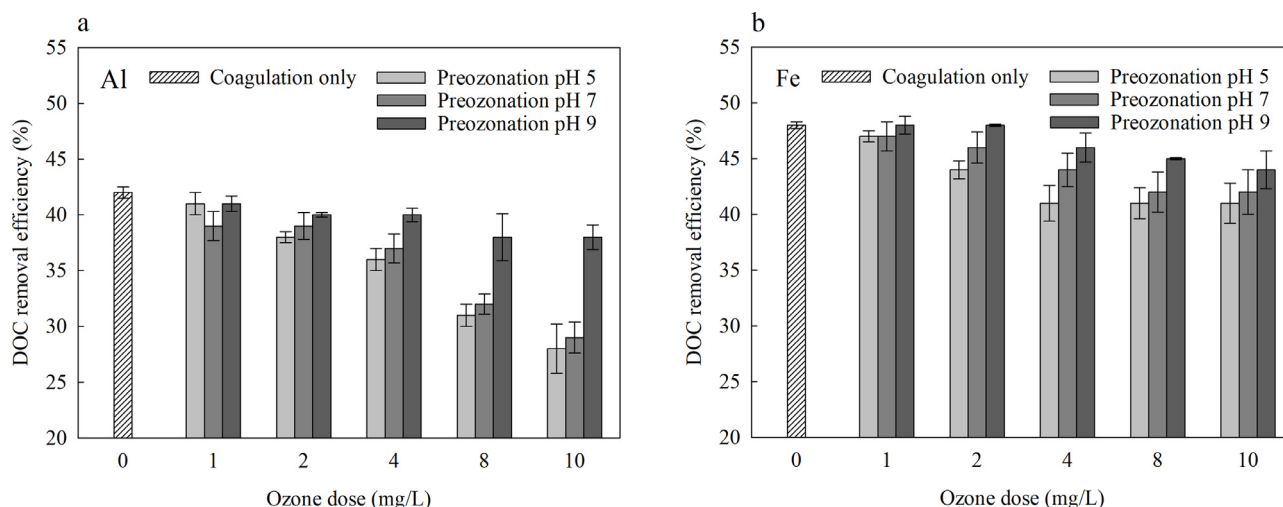 a
55
50
45
40
35
30
25
20
DOC removal efficiency (%)
Al
Coagulation only
Preozonation pH 5
Preozonation pH 7
Preozonation pH 9
0 1 2 4 8 10
Ozone dose (mg/L)
b
55
50
45
40
35
30
25
20
DOC removal efficiency (%)
Fe
Coagulation only
Preozonation pH 5
Preozonation pH 7
Preozonation pH 9
0 1 2 4 8 10
Ozone dose (mg/L)